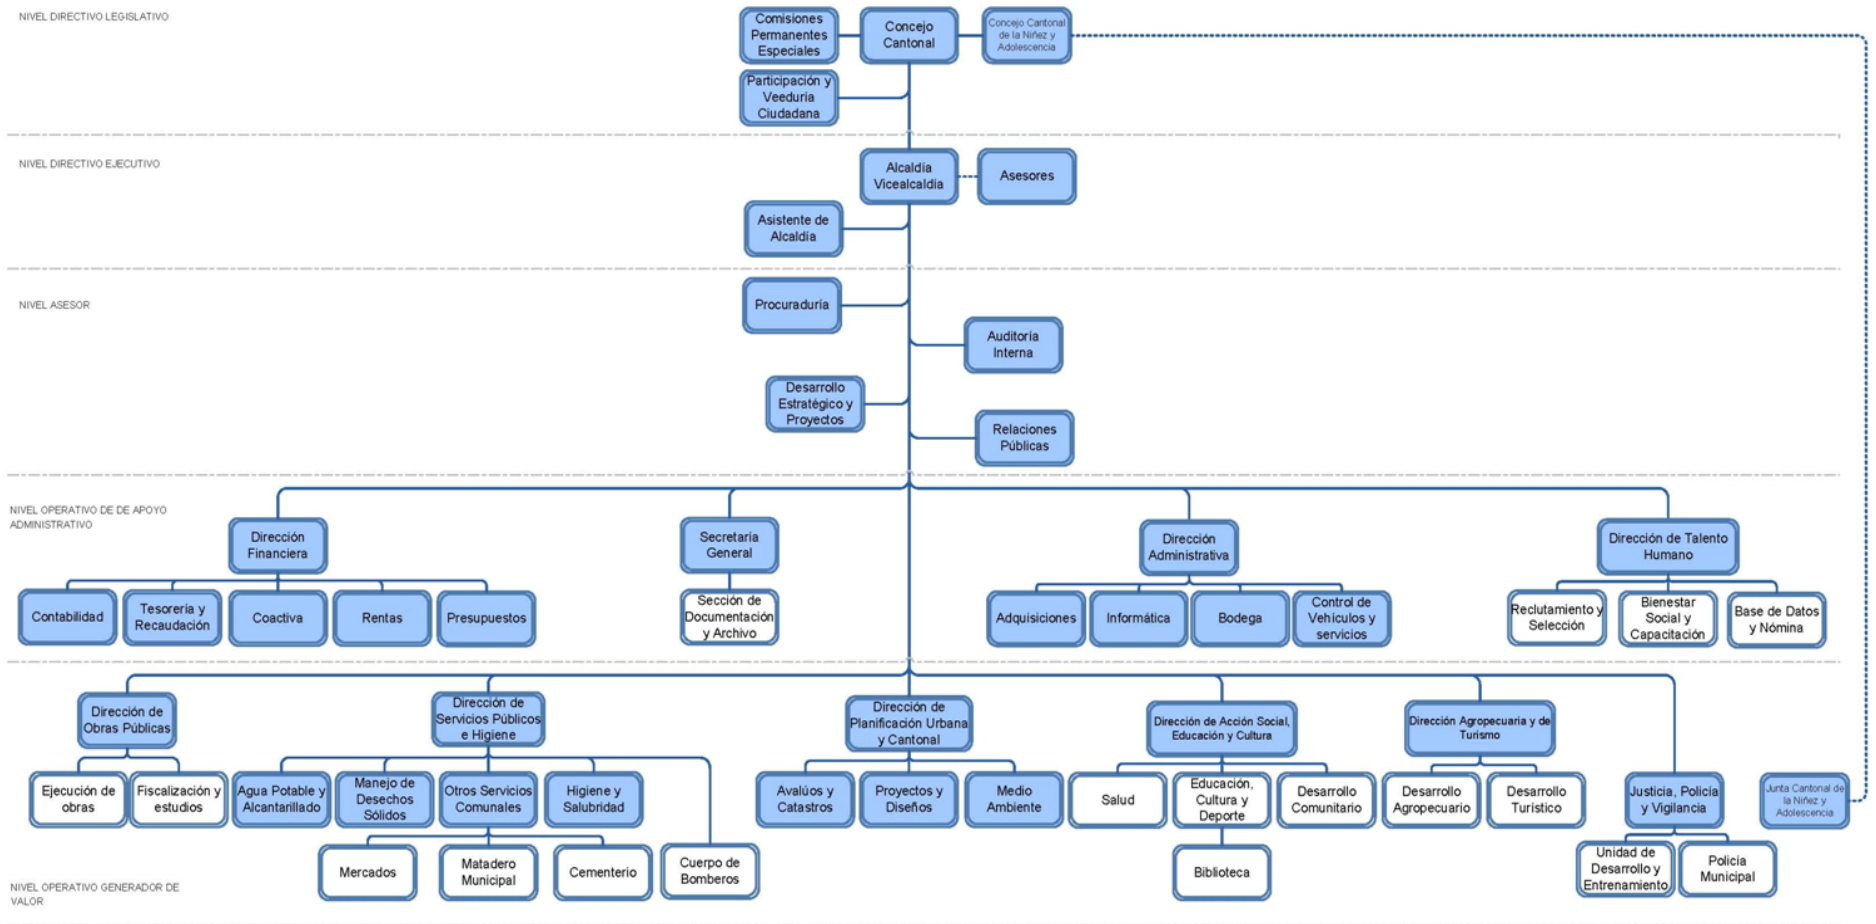 NIVEL DIRECTIVO LEGISLATIVO
Comisiones
Permanentes
Especiales
Concejo
Cantonal
Concejo Cantonal
de la Niñez y
Adolescencia
Participación y
Veeduría
Ciudadana
NIVEL DIRECTIVO EJECUTIVO
Alcaldía
Vicealcaldía
Asesores
Asistente de
Alcaldía
NIVEL ASESOR
Procuraduría
Auditoría
Interna
Desarrollo
Estratégico y
Proyectos
Relaciones
Públicas
NIVEL OPERATIVO DE DE APOYO
ADMINISTRATIVO
Dirección
Financiera
Secretaría
General
Dirección
Administrativa
Dirección de Talento
Humano
Contabilidad
Tesorería y
Recaudación
Coactiva
Rentas
Presupuestos
Sección de
Documentación
y Archivo
Adquisiciones
Informática
Bodega
Control de
Vehículos y
servicios
Reclutamiento y
Selección
Bienestar
Social y
Capacitación
Base de Datos
y Nómina
Dirección de
Obras Públicas
Dirección de
Servicios Públicos
e Higiene
Dirección de
Planificación Urbana
y Cantonal
Dirección de Acción Social,
Educación y Cultura
Dirección Agropecuaria y de
Turismo
Ejecución de
obras
Fiscalización y
estudios
Agua Potable y
Alcantarillado
Manejo de
Desechos
Sólidos
Otros Servicios
Comunales
Higiene y
Salubridad
Avalúos y
Catastros
Proyectos y
Diseños
Medio
Ambiente
Salud
Educación,
Cultura y
Deporte
Desarrollo
Comunitario
Desarrollo
Agropecuario
Desarrollo
Turístico
Justicia, Policía
y Vigilancia
Junta Cantonal de
la Niñez y
Adolescencia
Mercados
Matadero
Municipal
Cementerio
Cuerpo de
Bomberos
Biblioteca
Unidad de
Desarrollo y
Entrenamiento
Policía
Municipal
NIVEL OPERATIVO GENERADOR DE
VALOR